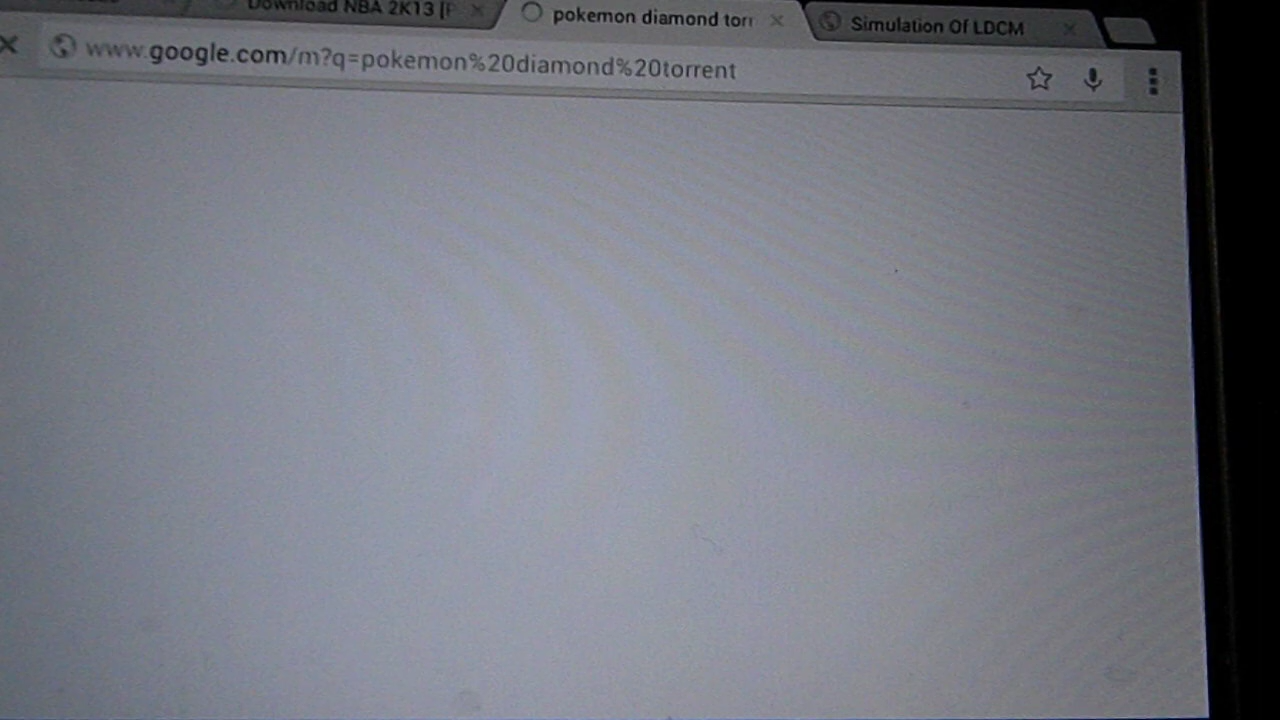 Download NBA 2K13 [
pokemon diamond torr
Simulation Of LDCM
www.google.com/m?q=pokemon%20diamond%20torrent